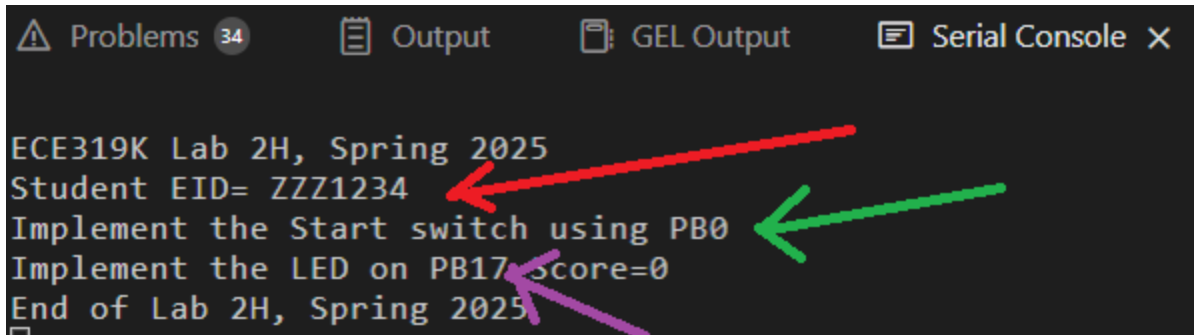 Problems 34 Output GEL Output Serial Console
ECE319K Lab 2H, Spring 2025
Student EID= ZZZ1234
Implement the Start switch using PB0
Implement the LED on PB17 Score=0
End of Lab 2H, Spring 2025